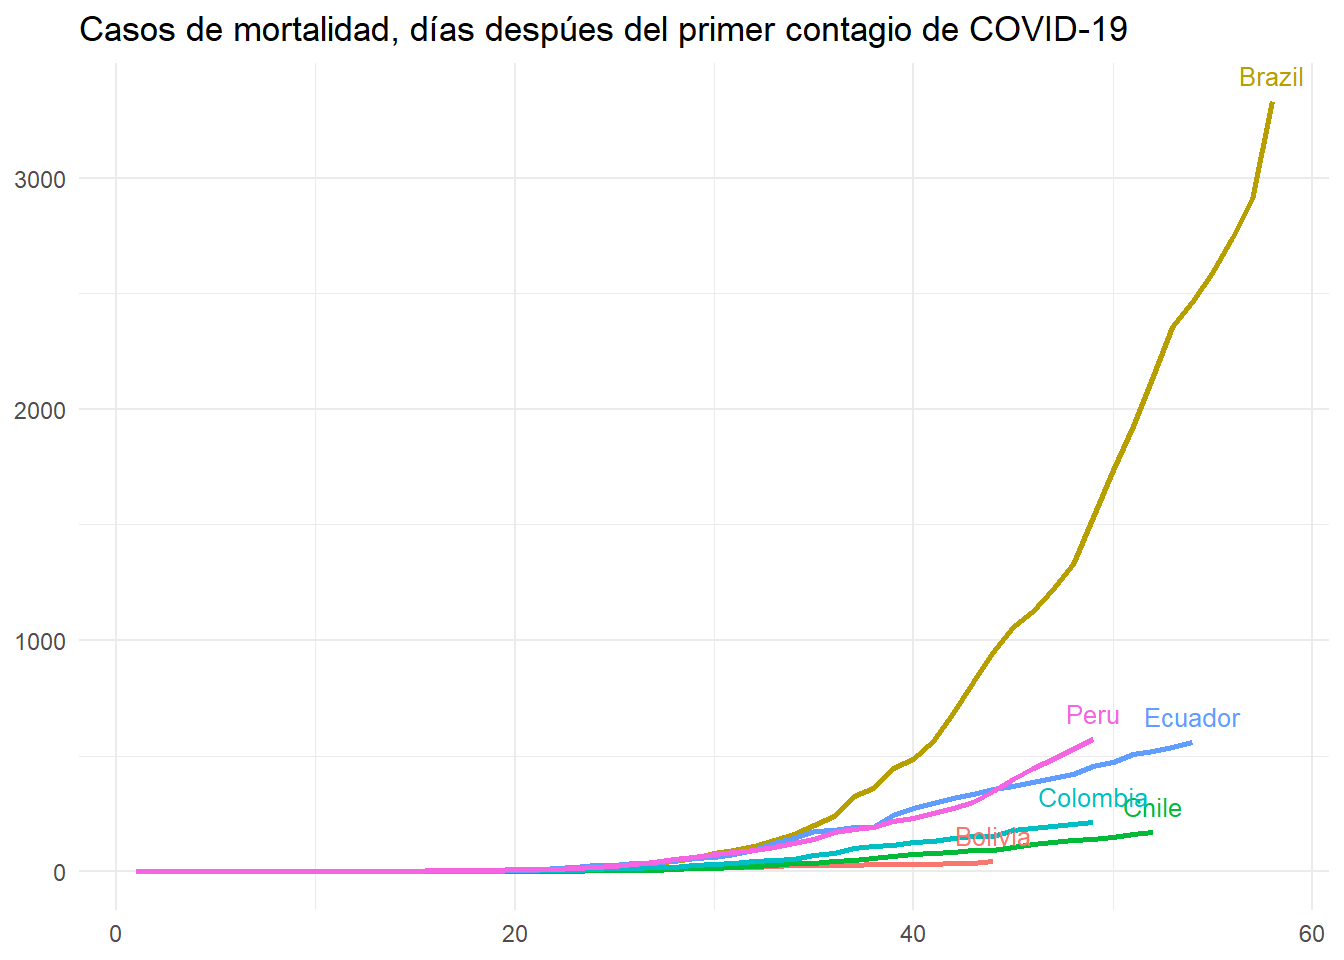 Casos de mortalidad, días despúes del primer contagio de COVID-19
Brazil
3000
2000
1000
Peru
Ecuador
Colombia
Chile
Bolivia
0
0
20
40
60